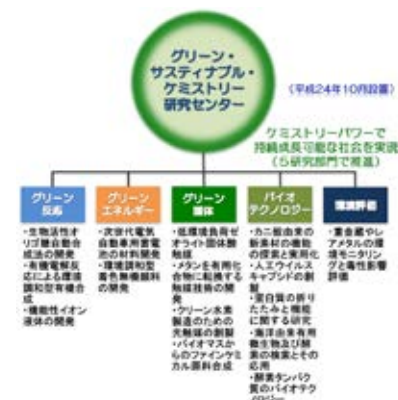 グリーン・
サスティナブル・
ケミストリー
研究センター
(平成24年10月設置)
ケミストリーパワーで
持続成長可能な社会を実現
(5研究部門で推進)
グリーン
反応
・生物活性オ
リゴ糖自動合
成法の開発
・有機電解反
応による環境
調和型有機合
成
・機能性イオン
液体の開発
グリーン
エネルギー
・次世代電気
自動車用蓄電
池の材料開発
・環境調和型
蓄色無機顔料
の開発
グリーン
媒体
・低環境負荷ゼ
オライト固体酸
触媒
・メタンを有用化合
物に転換する
触媒技術の開
発
・グリーン水素
製造のための
光触媒の創製
・バイオマスか
らのファインケミ
カル原料合成
バイオ
テクノロジー
・カニ殻由来の
新素材の機能
の探索と実用化
・人工ウイルス
キャプシドの創
製
・蛋白質の折り
たたみと機能
に関する研究
・海洋由来有用
微生物及び酵
素の検索とその
応用
・酵素タンパク
質のバイオテク
ノロジー
環境評価
・重金属やレ
アメタルの環
境モニタリン
グと毒性影響
評価